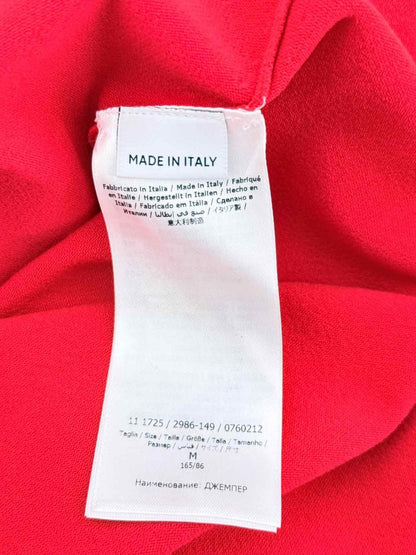 MADE IN ITALY
Fabbricato in Italia / Made in Italy / Fabriqué
en Italie / Hergestellt in Italien / Hecho en
Italia / Fabricado em Itália / Сделано в
Италии / صنع في إيطاليا / イタリア製 /
意大利制造
11 1725 / 2986-149 / 0760212
Taglia / Size / Taille / Größe / Talla / Tamanho /
Размер / قياس / サイズ / 尺寸
M
165/86
Наименование: ДЖЕМПЕР